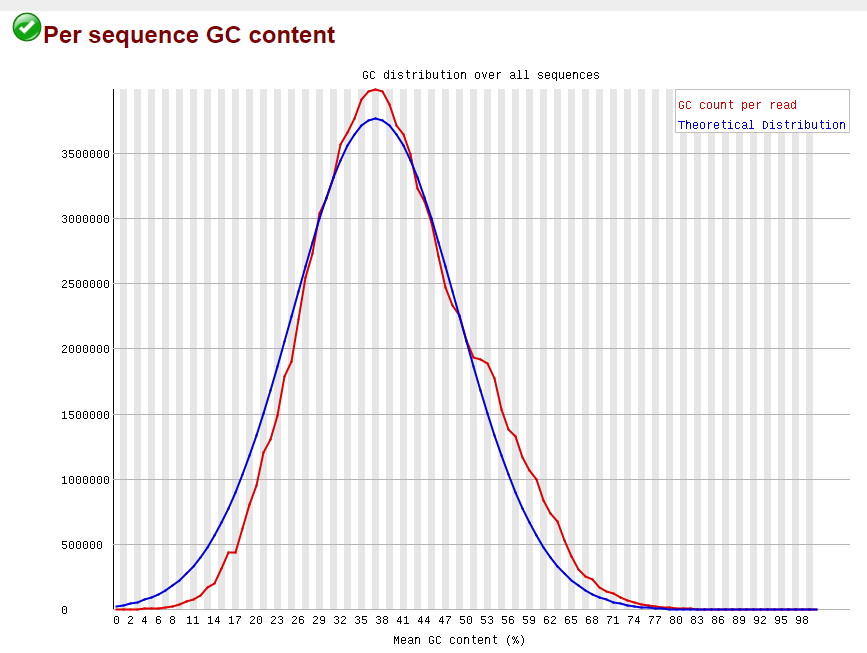 Per sequence GC content
GC distribution over all sequences
GC count per read
Theoretical Distribution
3500000
3000000
2500000
2000000
1500000
1000000
500000
0
0 2 4 6 8 11 14 17 20 23 26 29 32 35 38 41 44 47 50 53 56 59 62 65 68 71 74 77 80 83 86 89 92 95 98
Mean GC content (%)